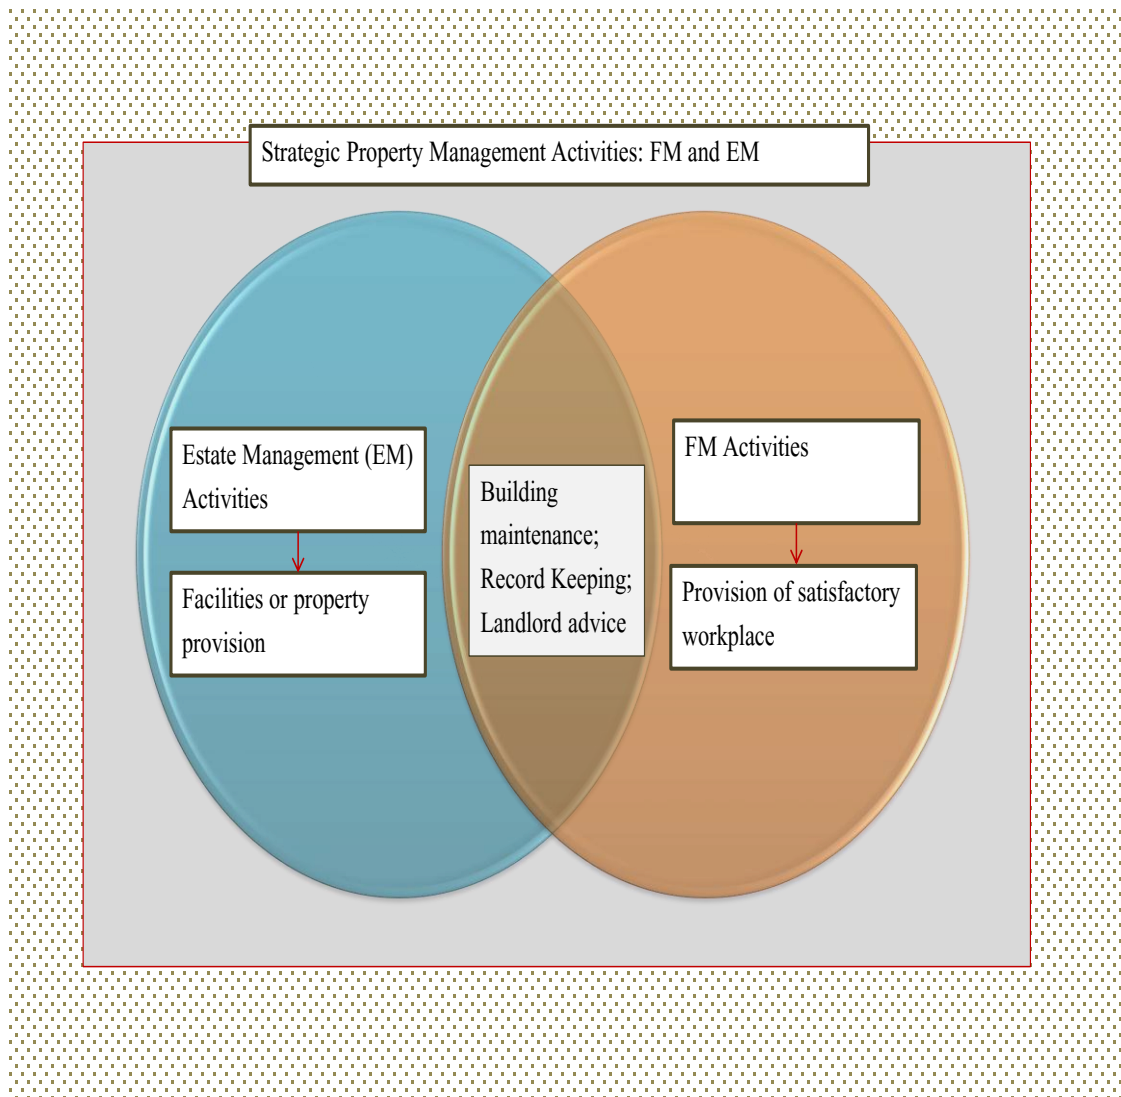 Strategic Property Management Activities: FM and EM
Estate Management (EM)
Activities
Facilities or property
provision
Building
maintenance;
Record Keeping;
Landlord advice
FM Activities
Provision of satisfactory
workplace